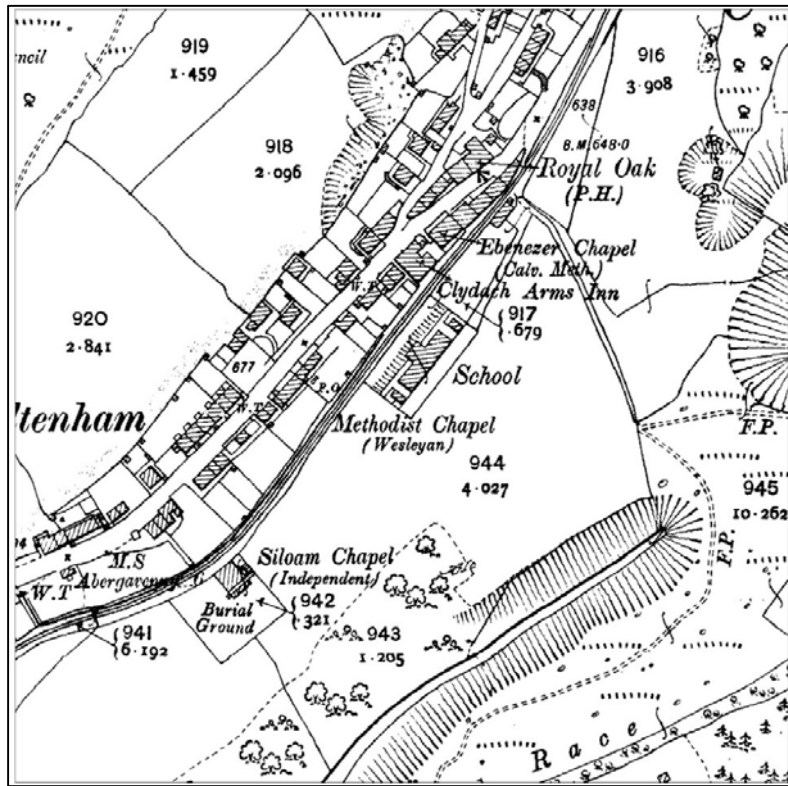 919
1·459
916
3·908
638
B.M.648·0
918
2·096
Royal Oak
(P.H.)
Ebenezer Chapel
(Calv. Meth.)
W.T.
Clydach Arms Inn
917
·679
920
2·841
677
School
W.T.
ltenham
Methodist Chapel
(Wesleyan)
944
4·027
F.P.
945
10·262
F.P.
M.S
Abergavenny 6
Siloam Chapel
(Independent)
W.T
Burial
Ground
942
·321
943
1·205
941
6·192
Race